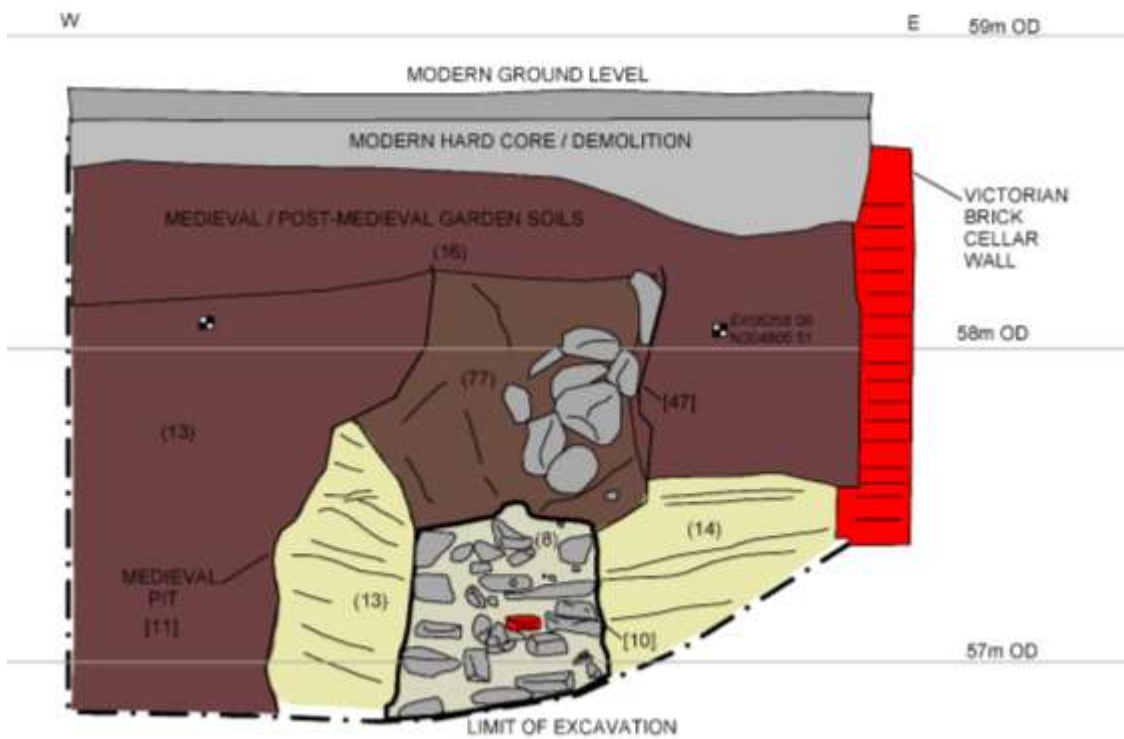 W
E
59m OD
MODERN GROUND LEVEL
MODERN HARD CORE / DEMOLITION
VICTORIAN
BRICK
CELLAR
WALL
MEDIEVAL / POST-MEDIEVAL GARDEN SOILS
(16)
58m OD
(77)
[47]
(13)
(14)
(8)
MEDIEVAL
PIT
[11]
(13)
[10]
57m OD
LIMIT OF EXCAVATION